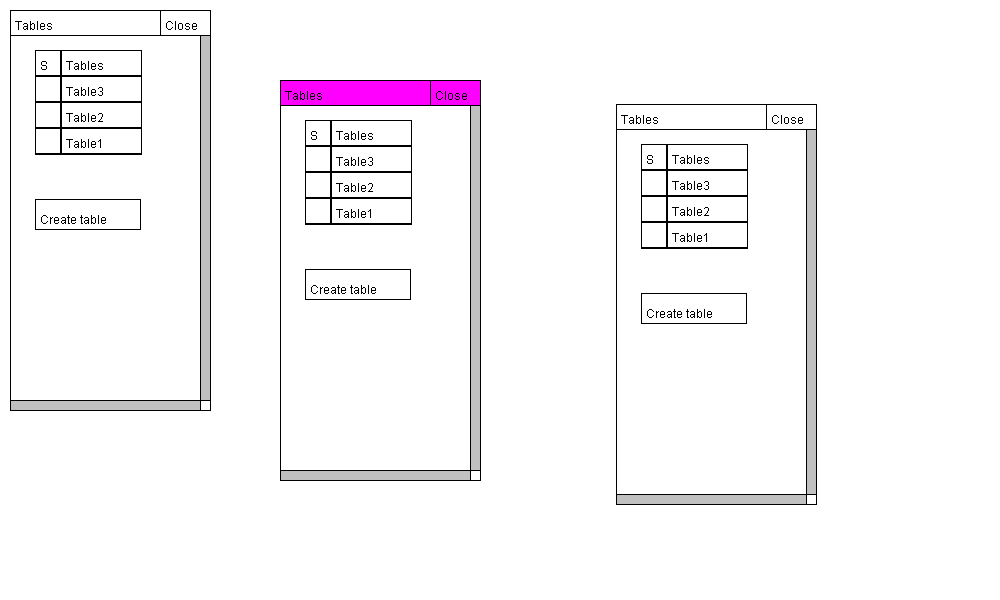 Tables Close
S Tables
Table3
Table2
Table1
Create table
Tables Close
S Tables
Table3
Table2
Table1
Create table
Tables Close
S Tables
Table3
Table2
Table1
Create table